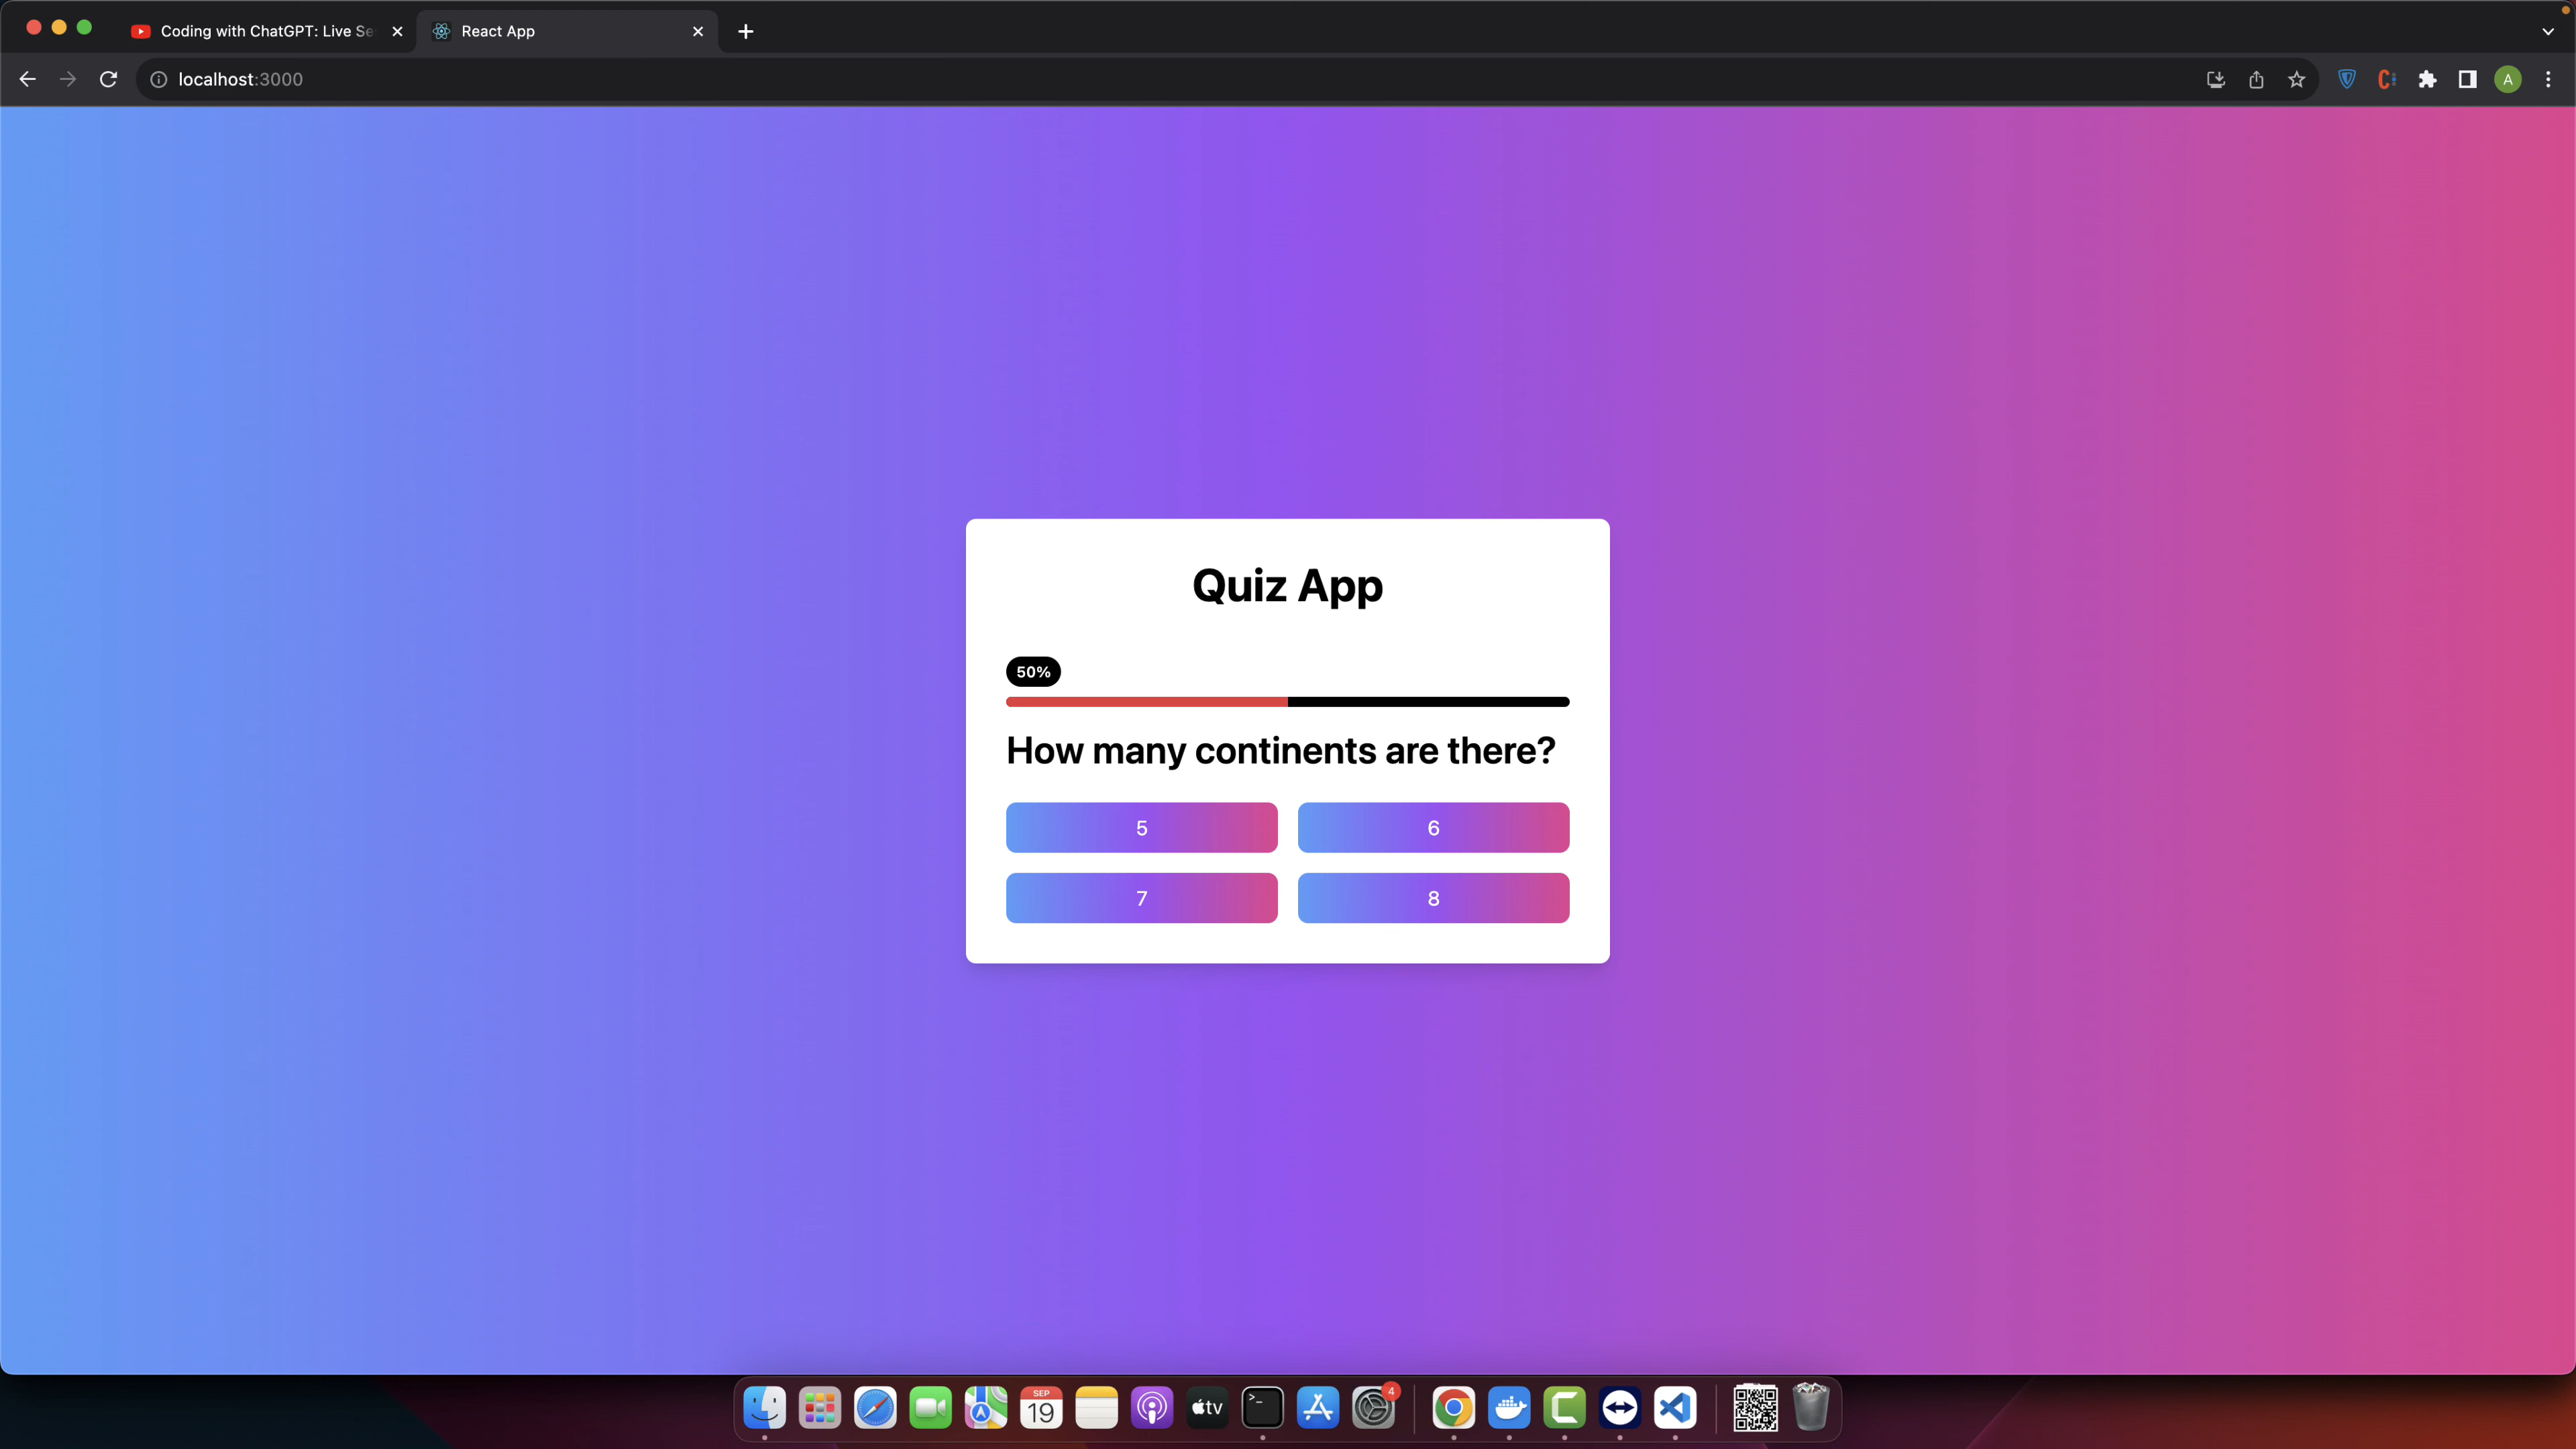 Coding with ChatGPT: Live Se
React App
localhost:3000
A
Quiz App
50%
How many continents are there?
5
6
7
8
SEP
19
tv
>_
4